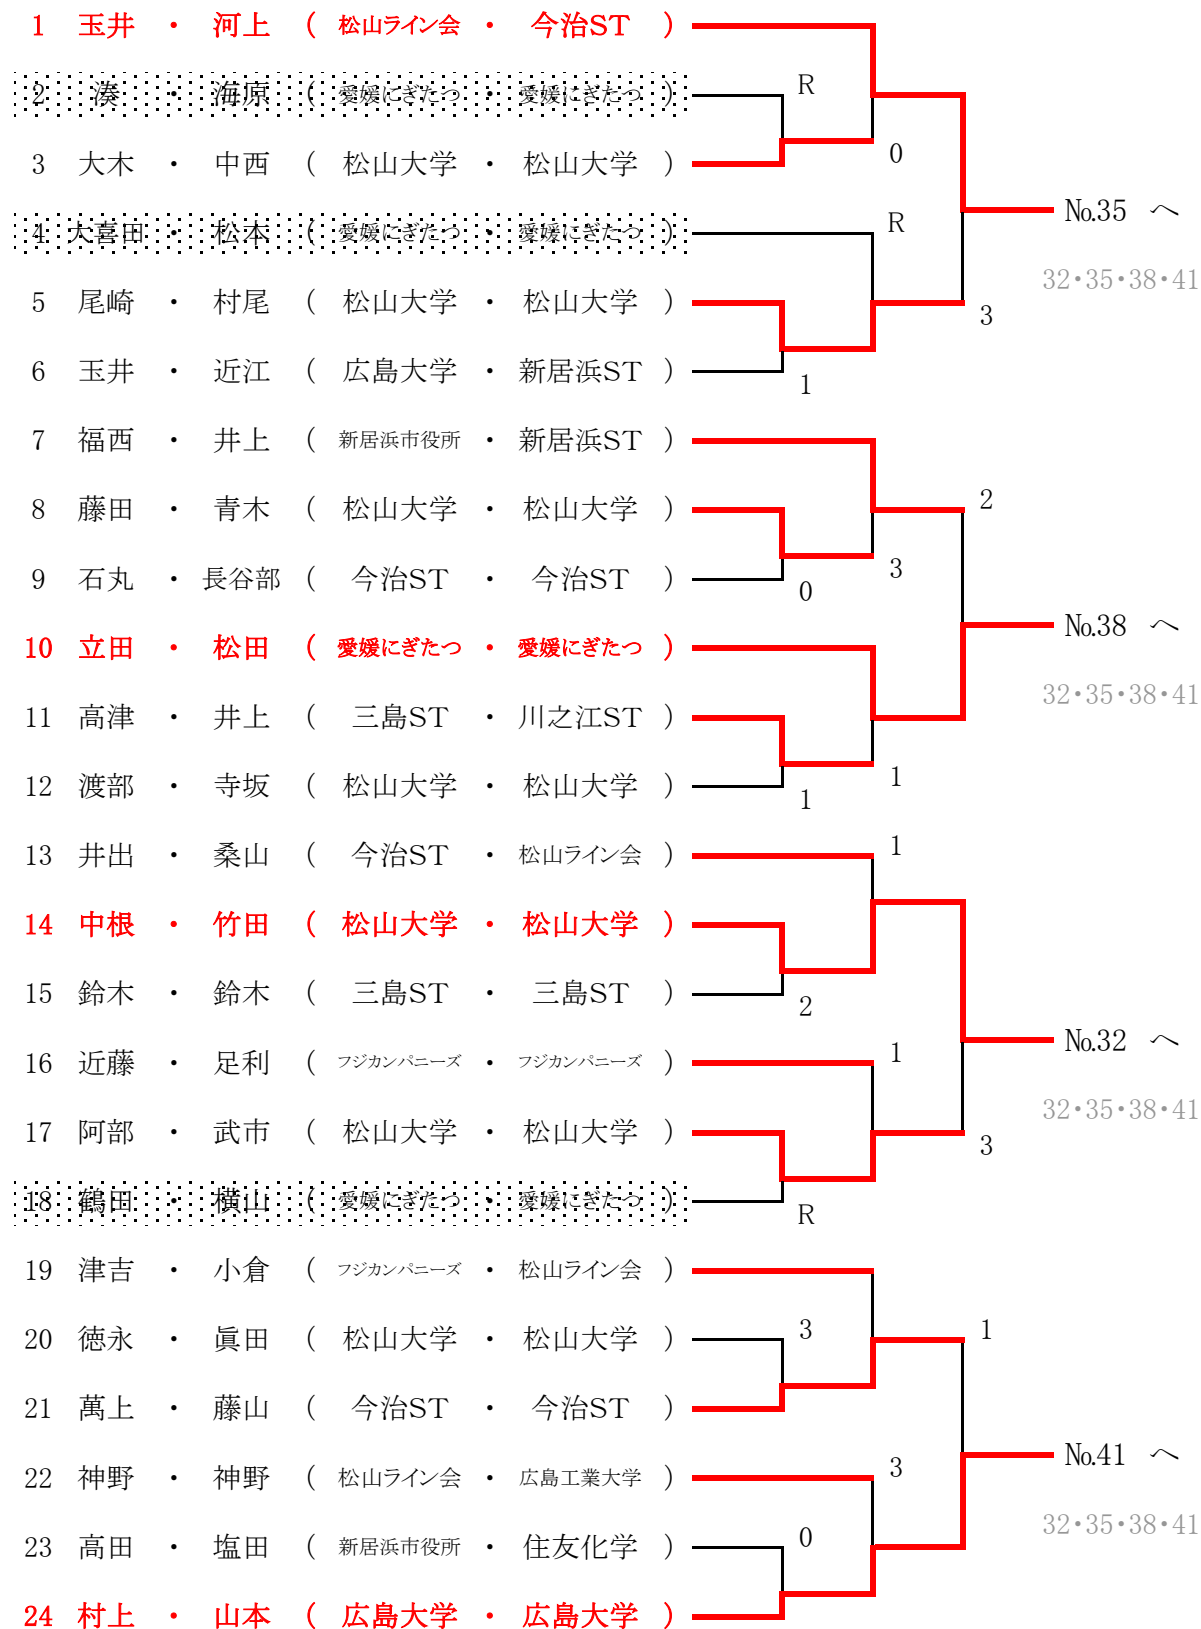 1 玉井 ・ 河上 ( 松山ライン会 ・ 今治ST )
2 湊 ・ 海原 ( 愛媛にぎたつ ・ 愛媛にぎたつ ) R
3 大木 ・ 中西 ( 松山大学 ・ 松山大学 ) 0
№35 へ
4 大喜田 ・ 松本 ( 愛媛にぎたつ ・ 愛媛にぎたつ ) R
32・35・38・41
5 尾崎 ・ 村尾 ( 松山大学 ・ 松山大学 ) 3
6 玉井 ・ 近江 ( 広島大学 ・ 新居浜ST ) 1
7 福西 ・ 井上 ( 新居浜市役所 ・ 新居浜ST )
8 藤田 ・ 青木 ( 松山大学 ・ 松山大学 ) 2
9 石丸 ・ 長谷部 ( 今治ST ・ 今治ST ) 0 3
№38 へ
10 立田 ・ 松田 ( 愛媛にぎたつ ・ 愛媛にぎたつ )
32・35・38・41
11 高津 ・ 井上 ( 三島ST ・ 川之江ST )
12 渡部 ・ 寺坂 ( 松山大学 ・ 松山大学 ) 1 1
13 井出 ・ 桑山 ( 今治ST ・ 松山ライン会 ) 1
14 中根 ・ 竹田 ( 松山大学 ・ 松山大学 )
15 鈴木 ・ 鈴木 ( 三島ST ・ 三島ST ) 2
№32 へ
16 近藤 ・ 足利 ( フジカンパニーズ ・ フジカンパニーズ ) 1
32・35・38・41
17 阿部 ・ 武市 ( 松山大学 ・ 松山大学 ) 3
18 鶴田 ・ 横山 ( 愛媛にぎたつ ・ 愛媛にぎたつ ) R
19 津吉 ・ 小倉 ( フジカンパニーズ ・ 松山ライン会 )
20 徳永 ・ 眞田 ( 松山大学 ・ 松山大学 ) 3 1
21 萬上 ・ 藤山 ( 今治ST ・ 今治ST )
№41 へ
22 神野 ・ 神野 ( 松山ライン会 ・ 広島工業大学 ) 3
32・35・38・41
23 高田 ・ 塩田 ( 新居浜市役所 ・ 住友化学 ) 0
24 村上 ・ 山本 ( 広島大学 ・ 広島大学 )